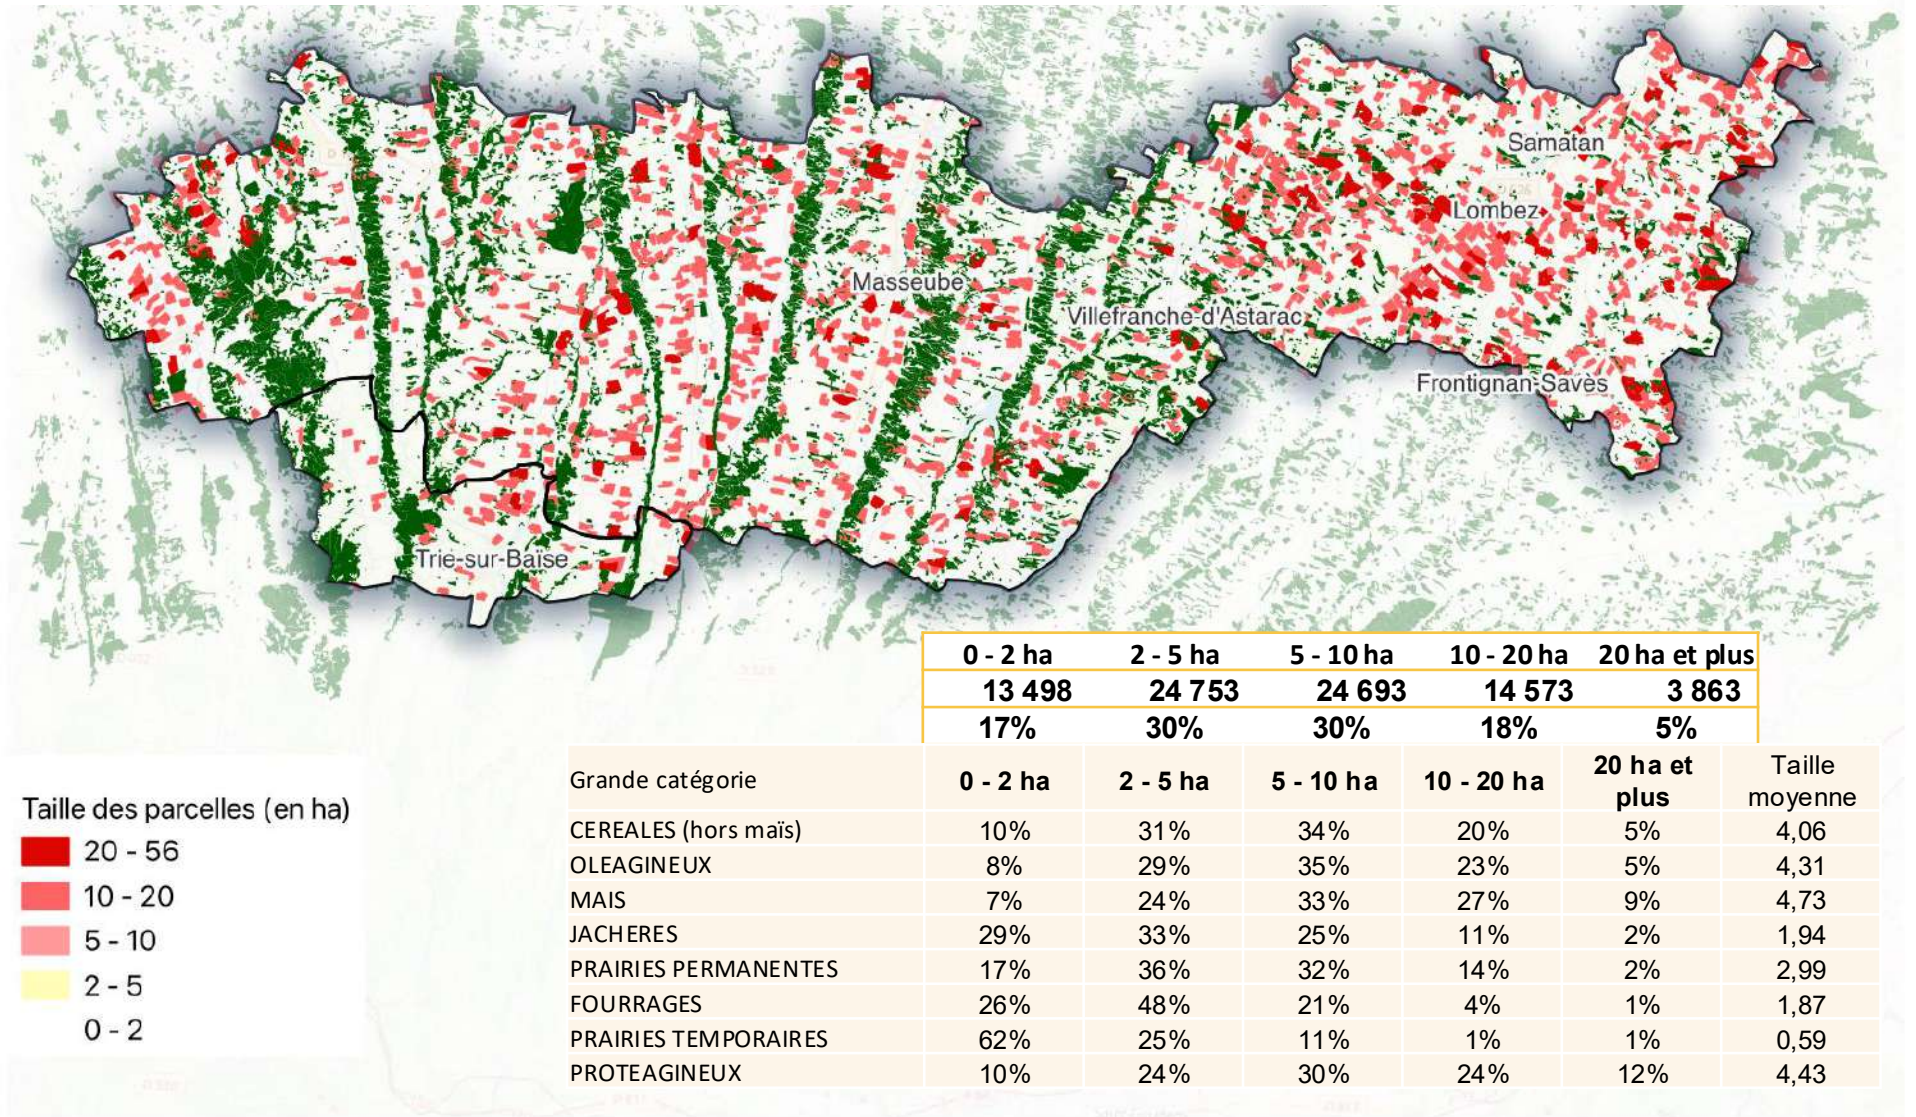 Samatan
Lombez
Masseube
Villefranche-d'Astarac
Frontignan-Savès
Trie-sur-Baïse
0 - 2 ha 2 - 5 ha 5 - 10 ha 10 - 20 ha 20 ha et plus
13 498 24 753 24 693 14 573 3 863
17% 30% 30% 18% 5%
Grande catégorie 0 - 2 ha 2 - 5 ha 5 - 10 ha 10 - 20 ha 20 ha et plus Taille moyenne
CEREALES (hors maïs) 10% 31% 34% 20% 5% 4,06
OLEAGINEUX 8% 29% 35% 23% 5% 4,31
MAIS 7% 24% 33% 27% 9% 4,73
JACHERES 29% 33% 25% 11% 2% 1,94
PRAIRIES PERMANENTES 17% 36% 32% 14% 2% 2,99
FOURRAGES 26% 48% 21% 4% 1% 1,87
PRAIRIES TEMPORAIRES 62% 25% 11% 1% 1% 0,59
PROTEAGINEUX 10% 24% 30% 24% 12% 4,43
Taille des parcelles (en ha)
20 - 56
10 - 20
5 - 10
2 - 5
0 - 2